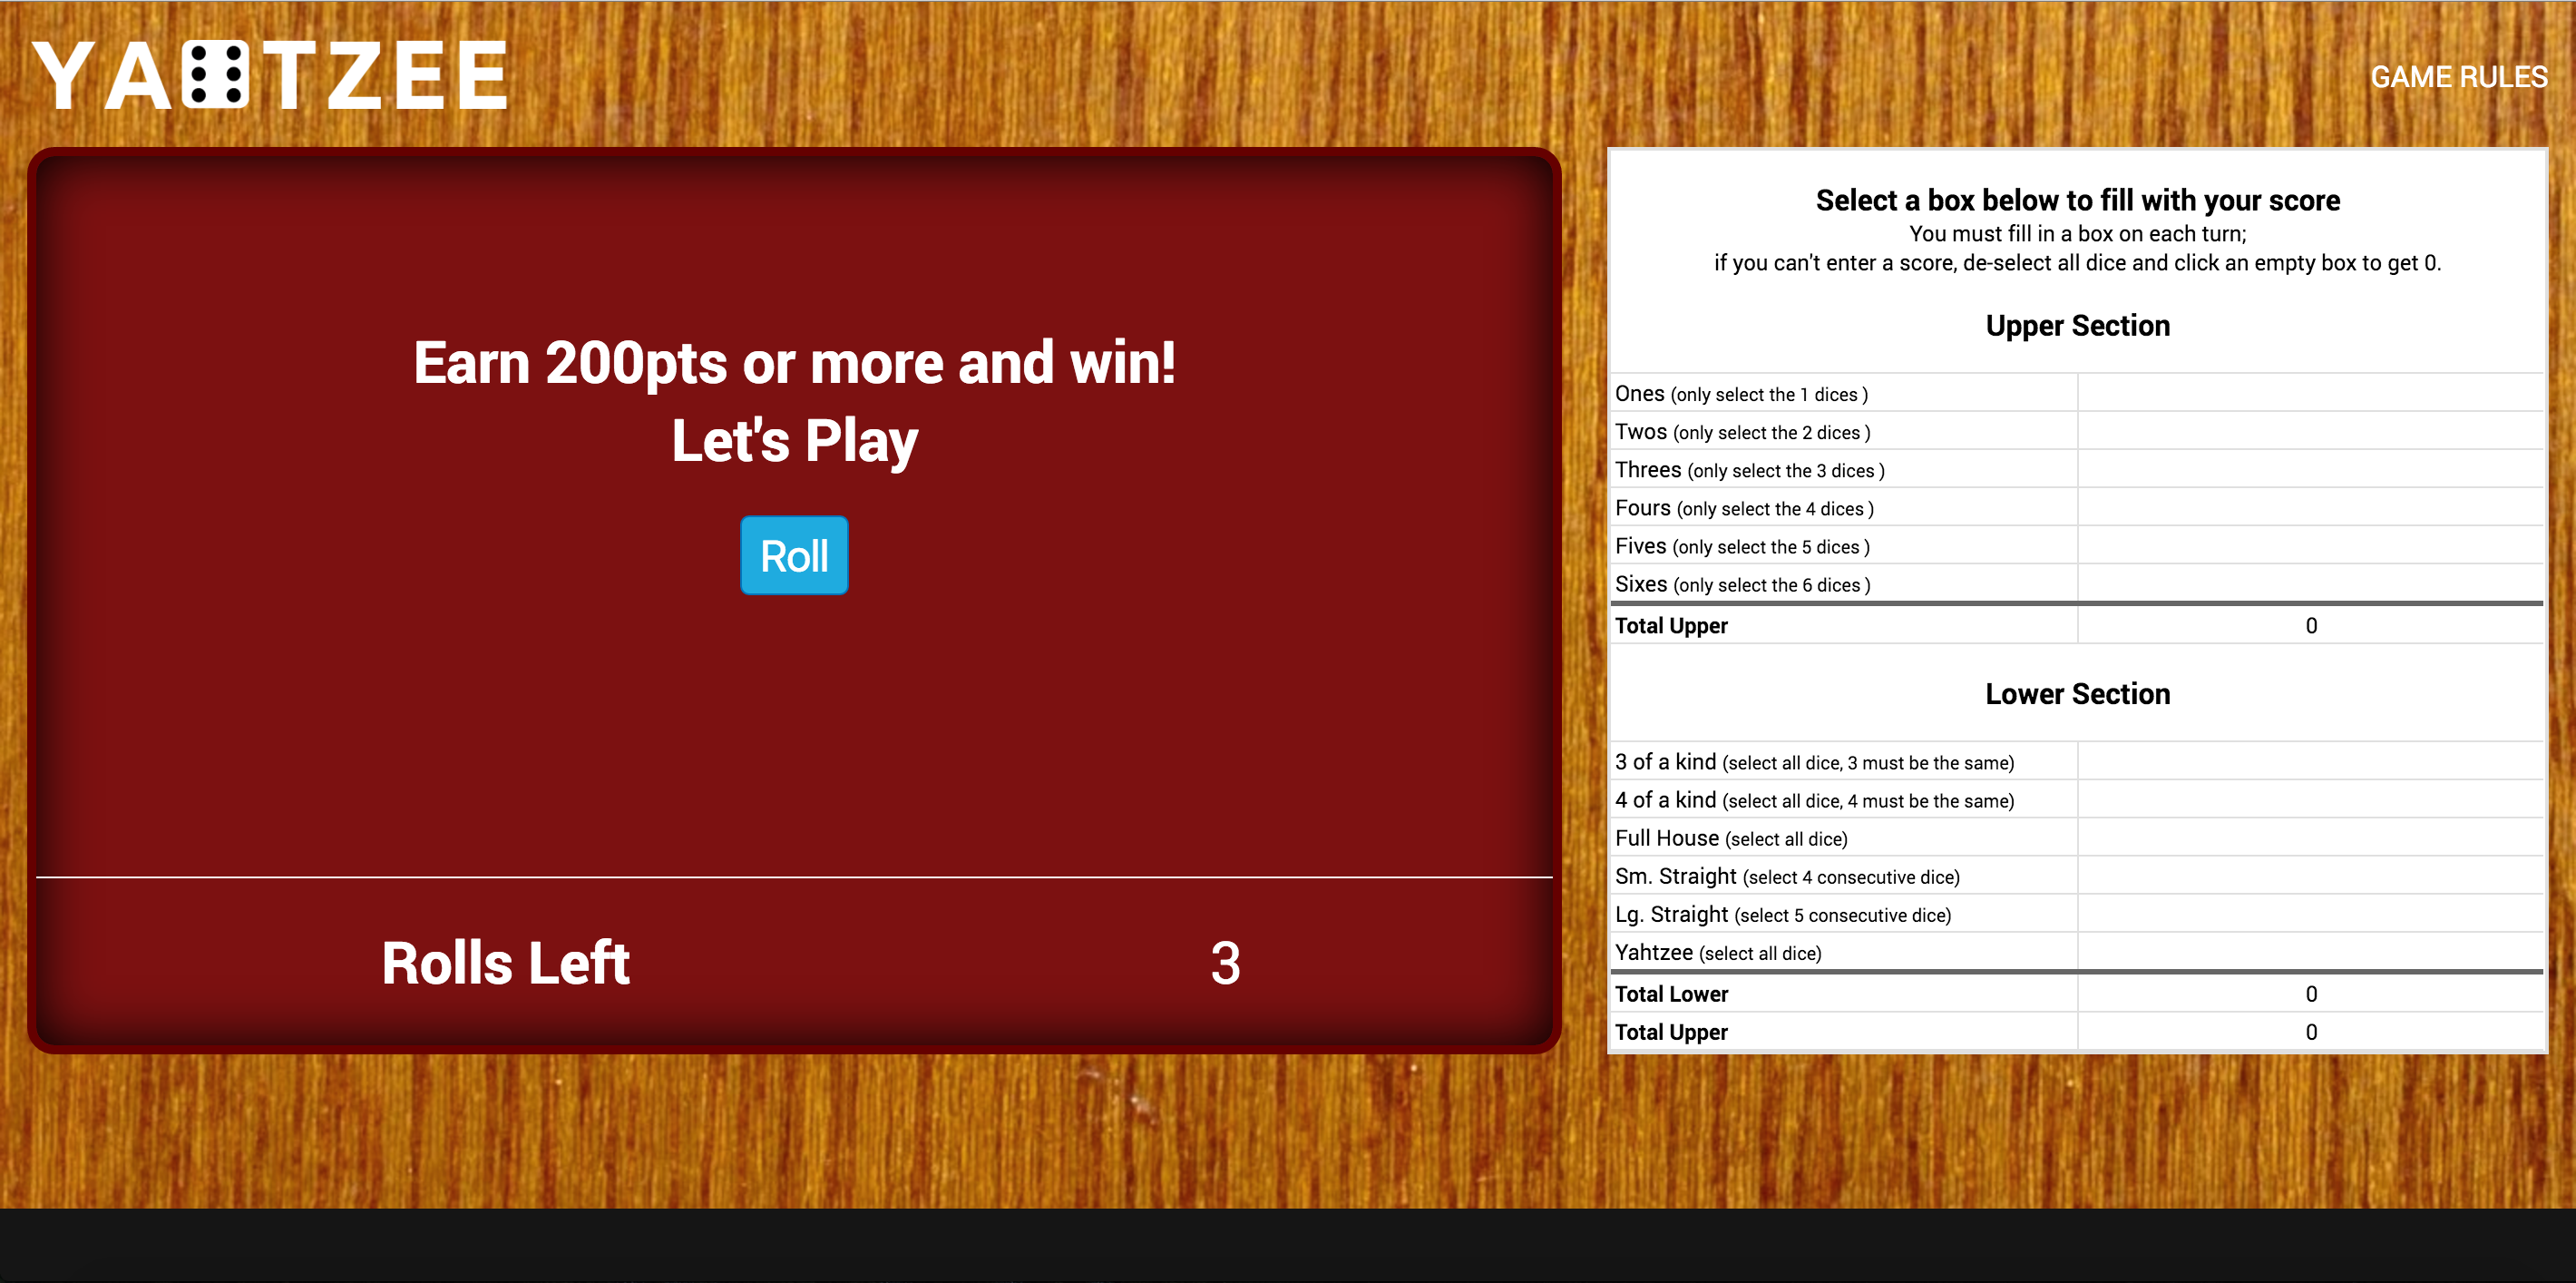 YAHTZEE
GAME RULES
Earn 200pts or more and win!
Let's Play
Roll
Rolls Left 3
Select a box below to fill with your score
You must fill in a box on each turn;
if you can't enter a score, de-select all dice and click an empty box to get 0.
Upper Section
Ones (only select the 1 dices )
Twos (only select the 2 dices )
Threes (only select the 3 dices )
Fours (only select the 4 dices )
Fives (only select the 5 dices )
Sixes (only select the 6 dices )
Total Upper 0
Lower Section
3 of a kind (select all dice, 3 must be the same)
4 of a kind (select all dice, 4 must be the same)
Full House (select all dice)
Sm. Straight (select 4 consecutive dice)
Lg. Straight (select 5 consecutive dice)
Yahtzee (select all dice)
Total Lower 0
Total Upper 0